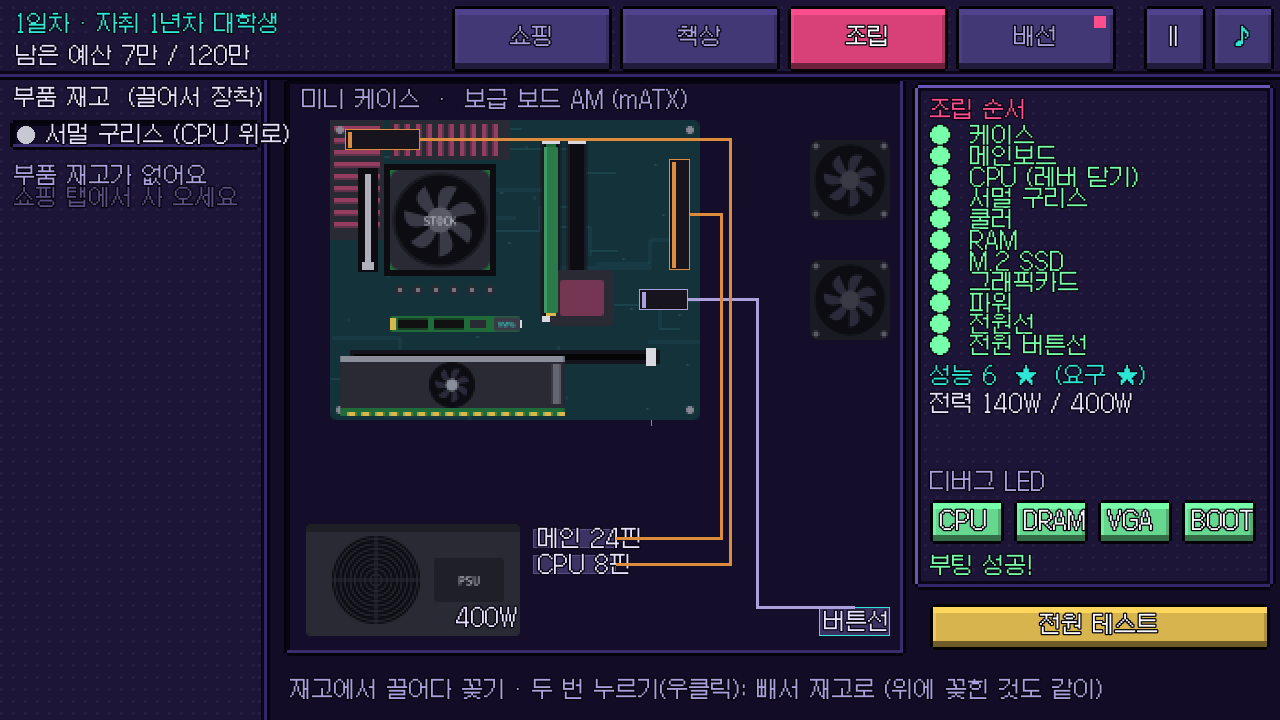 1일차 · 자취 1년차 대학생
남은 예산 7만 / 120만
쇼핑
책상
조립
배선
부품 재고 (끌어서 장착)
서멀 구리스 (CPU 위로)
부품 재고가 없어요
쇼핑 탭에서 사 오세요
미니 케이스 · 보급 보드 AM (mATX)
STOCK
메인 24핀
CPU 8핀
PSU
400W
버튼선
조립 순서
케이스
메인보드
CPU (레버 닫기)
서멀 구리스
쿨러
RAM
M.2 SSD
그래픽카드
파워
전원선
전원 버튼선
성능 6 ★ (요구 ★)
전력 140W / 400W
디버그 LED
CPU
DRAM
VGA
BOOT
부팅 성공!
전원 테스트
재고에서 끌어다 꽂기 · 두 번 누르기(우클릭): 빼서 재고로 (위에 꽂힌 것도 같이)